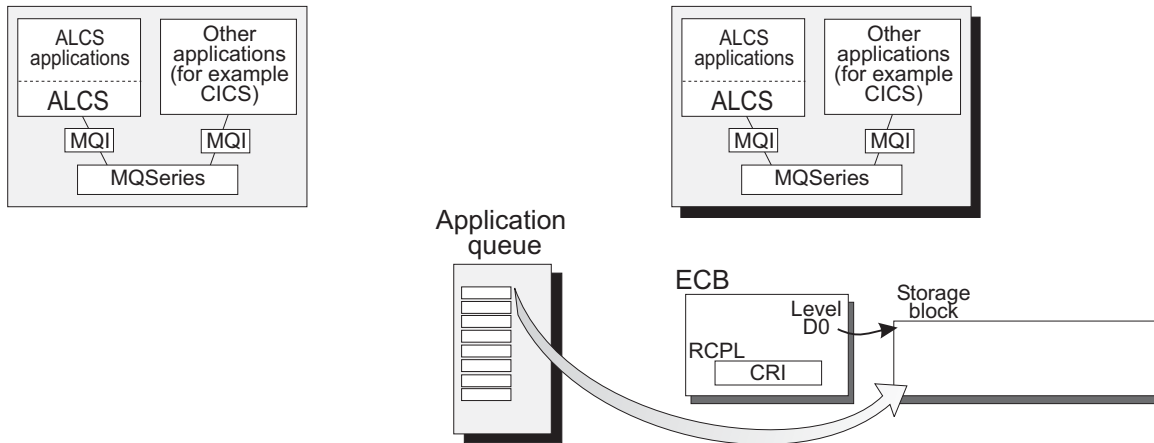 ALCS
applications
ALCS
Other
applications
(for example
CICS)
MQI
MQI
MQSeries
ALCS
applications
ALCS
Other
applications
(for example
CICS)
MQI
MQI
MQSeries
Application
queue
ECB
Level
D0
RCPL
CRI
Storage
block